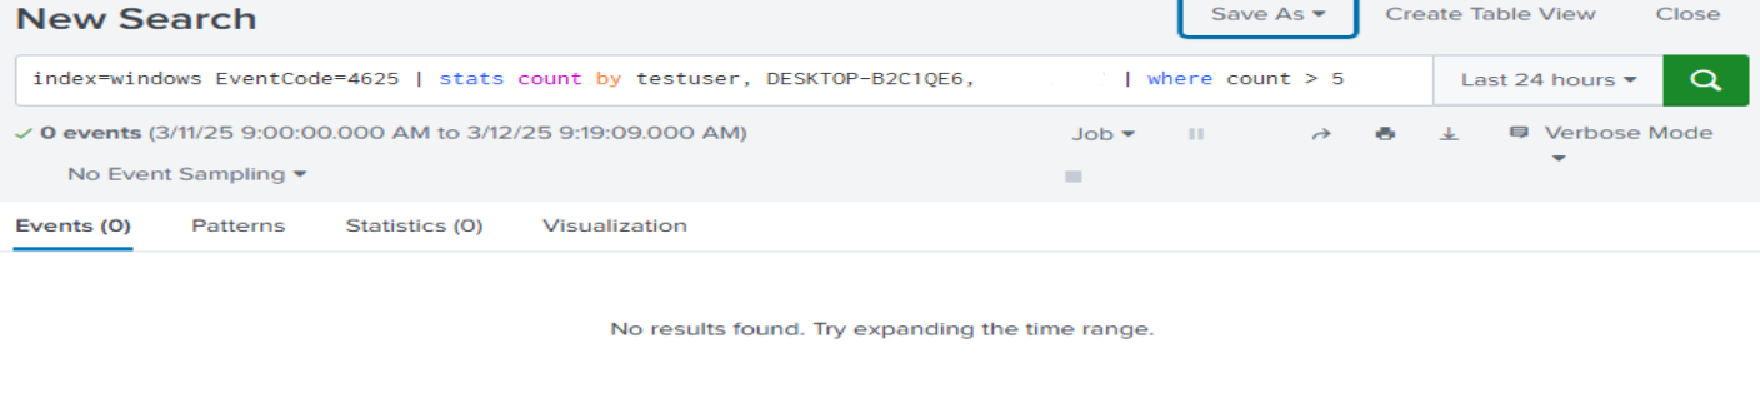 New Search
Save As Create Table View Close
index=windows EventCode=4625 | stats count by testuser, DESKTOP-B2C1QE6, | where count > 5
Last 24 hours
0 events (3/11/25 9:00:00.000 AM to 3/12/25 9:19:09.000 AM)
Job Verbose Mode
No Event Sampling
Events (0) Patterns Statistics (0) Visualization
No results found. Try expanding the time range.